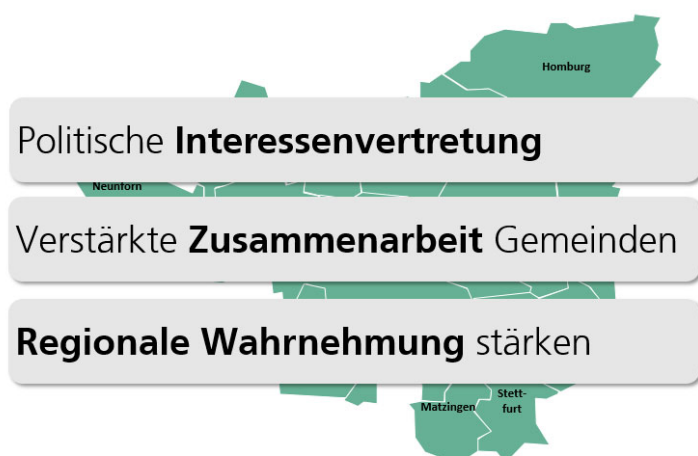 Homburg
Politische Interessenvertretung
Neunforn
Verstärkte Zusammenarbeit Gemeinden
Regionale Wahrnehmung stärken
Matzingen
Stett-
furt